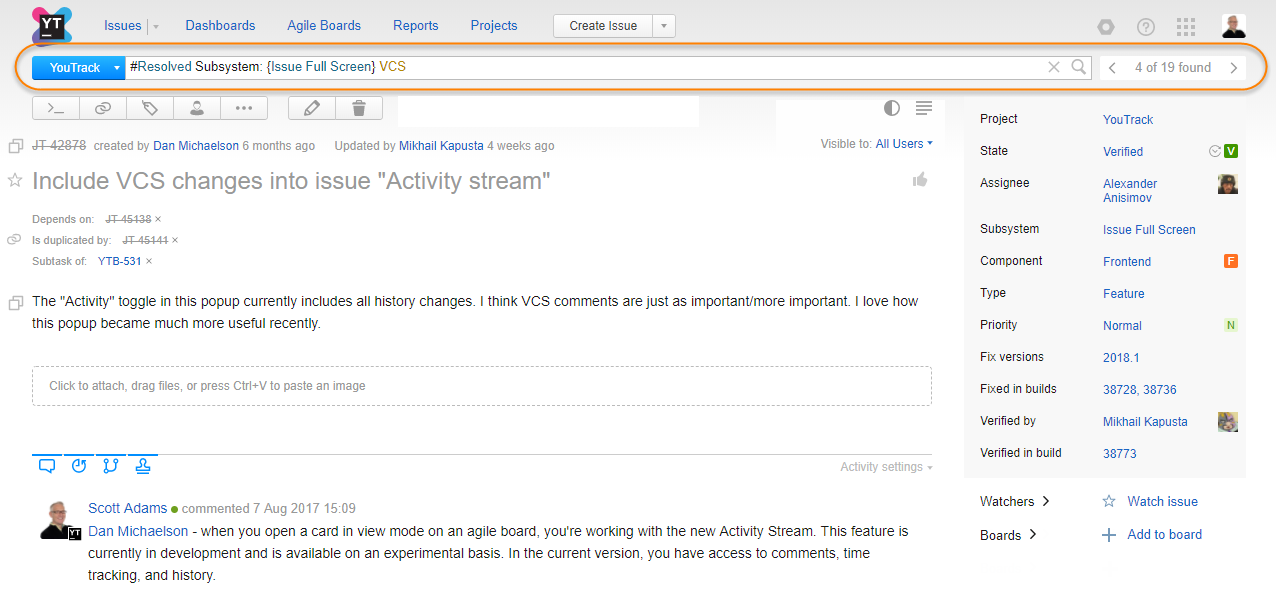 YT
Issues Dashboards Agile Boards Reports Projects Create Issue
YouTrack #Resolved Subsystem: {Issue Full Screen} VCS 4 of 19 found
JT-42878 created by Dan Michaelson 6 months ago Updated by Mikhail Kapusta 4 weeks ago Visible to: All Users
Include VCS changes into issue "Activity stream"
Depends on: JT-45138 ×
Is duplicated by: JT-45141 ×
Subtask of: YTB-531 ×
The "Activity" toggle in this popup currently includes all history changes. I think VCS comments are just as important/more important. I love how
this popup became much more useful recently.
Click to attach, drag files, or press Ctrl+V to paste an image
Activity settings
Scott Adams commented 7 Aug 2017 15:09
YT
Dan Michaelson - when you open a card in view mode on an agile board, you're working with the new Activity Stream. This feature is
currently in development and is available on an experimental basis. In the current version, you have access to comments, time
tracking, and history.
Project YouTrack
State Verified V
Assignee Alexander
Anisimov
Subsystem Issue Full Screen
Component Frontend F
Type Feature
Priority Normal N
Fix versions 2018.1
Fixed in builds 38728, 38736
Verified by Mikhail Kapusta
Verified in build 38773
Watchers Watch issue
Boards Add to board